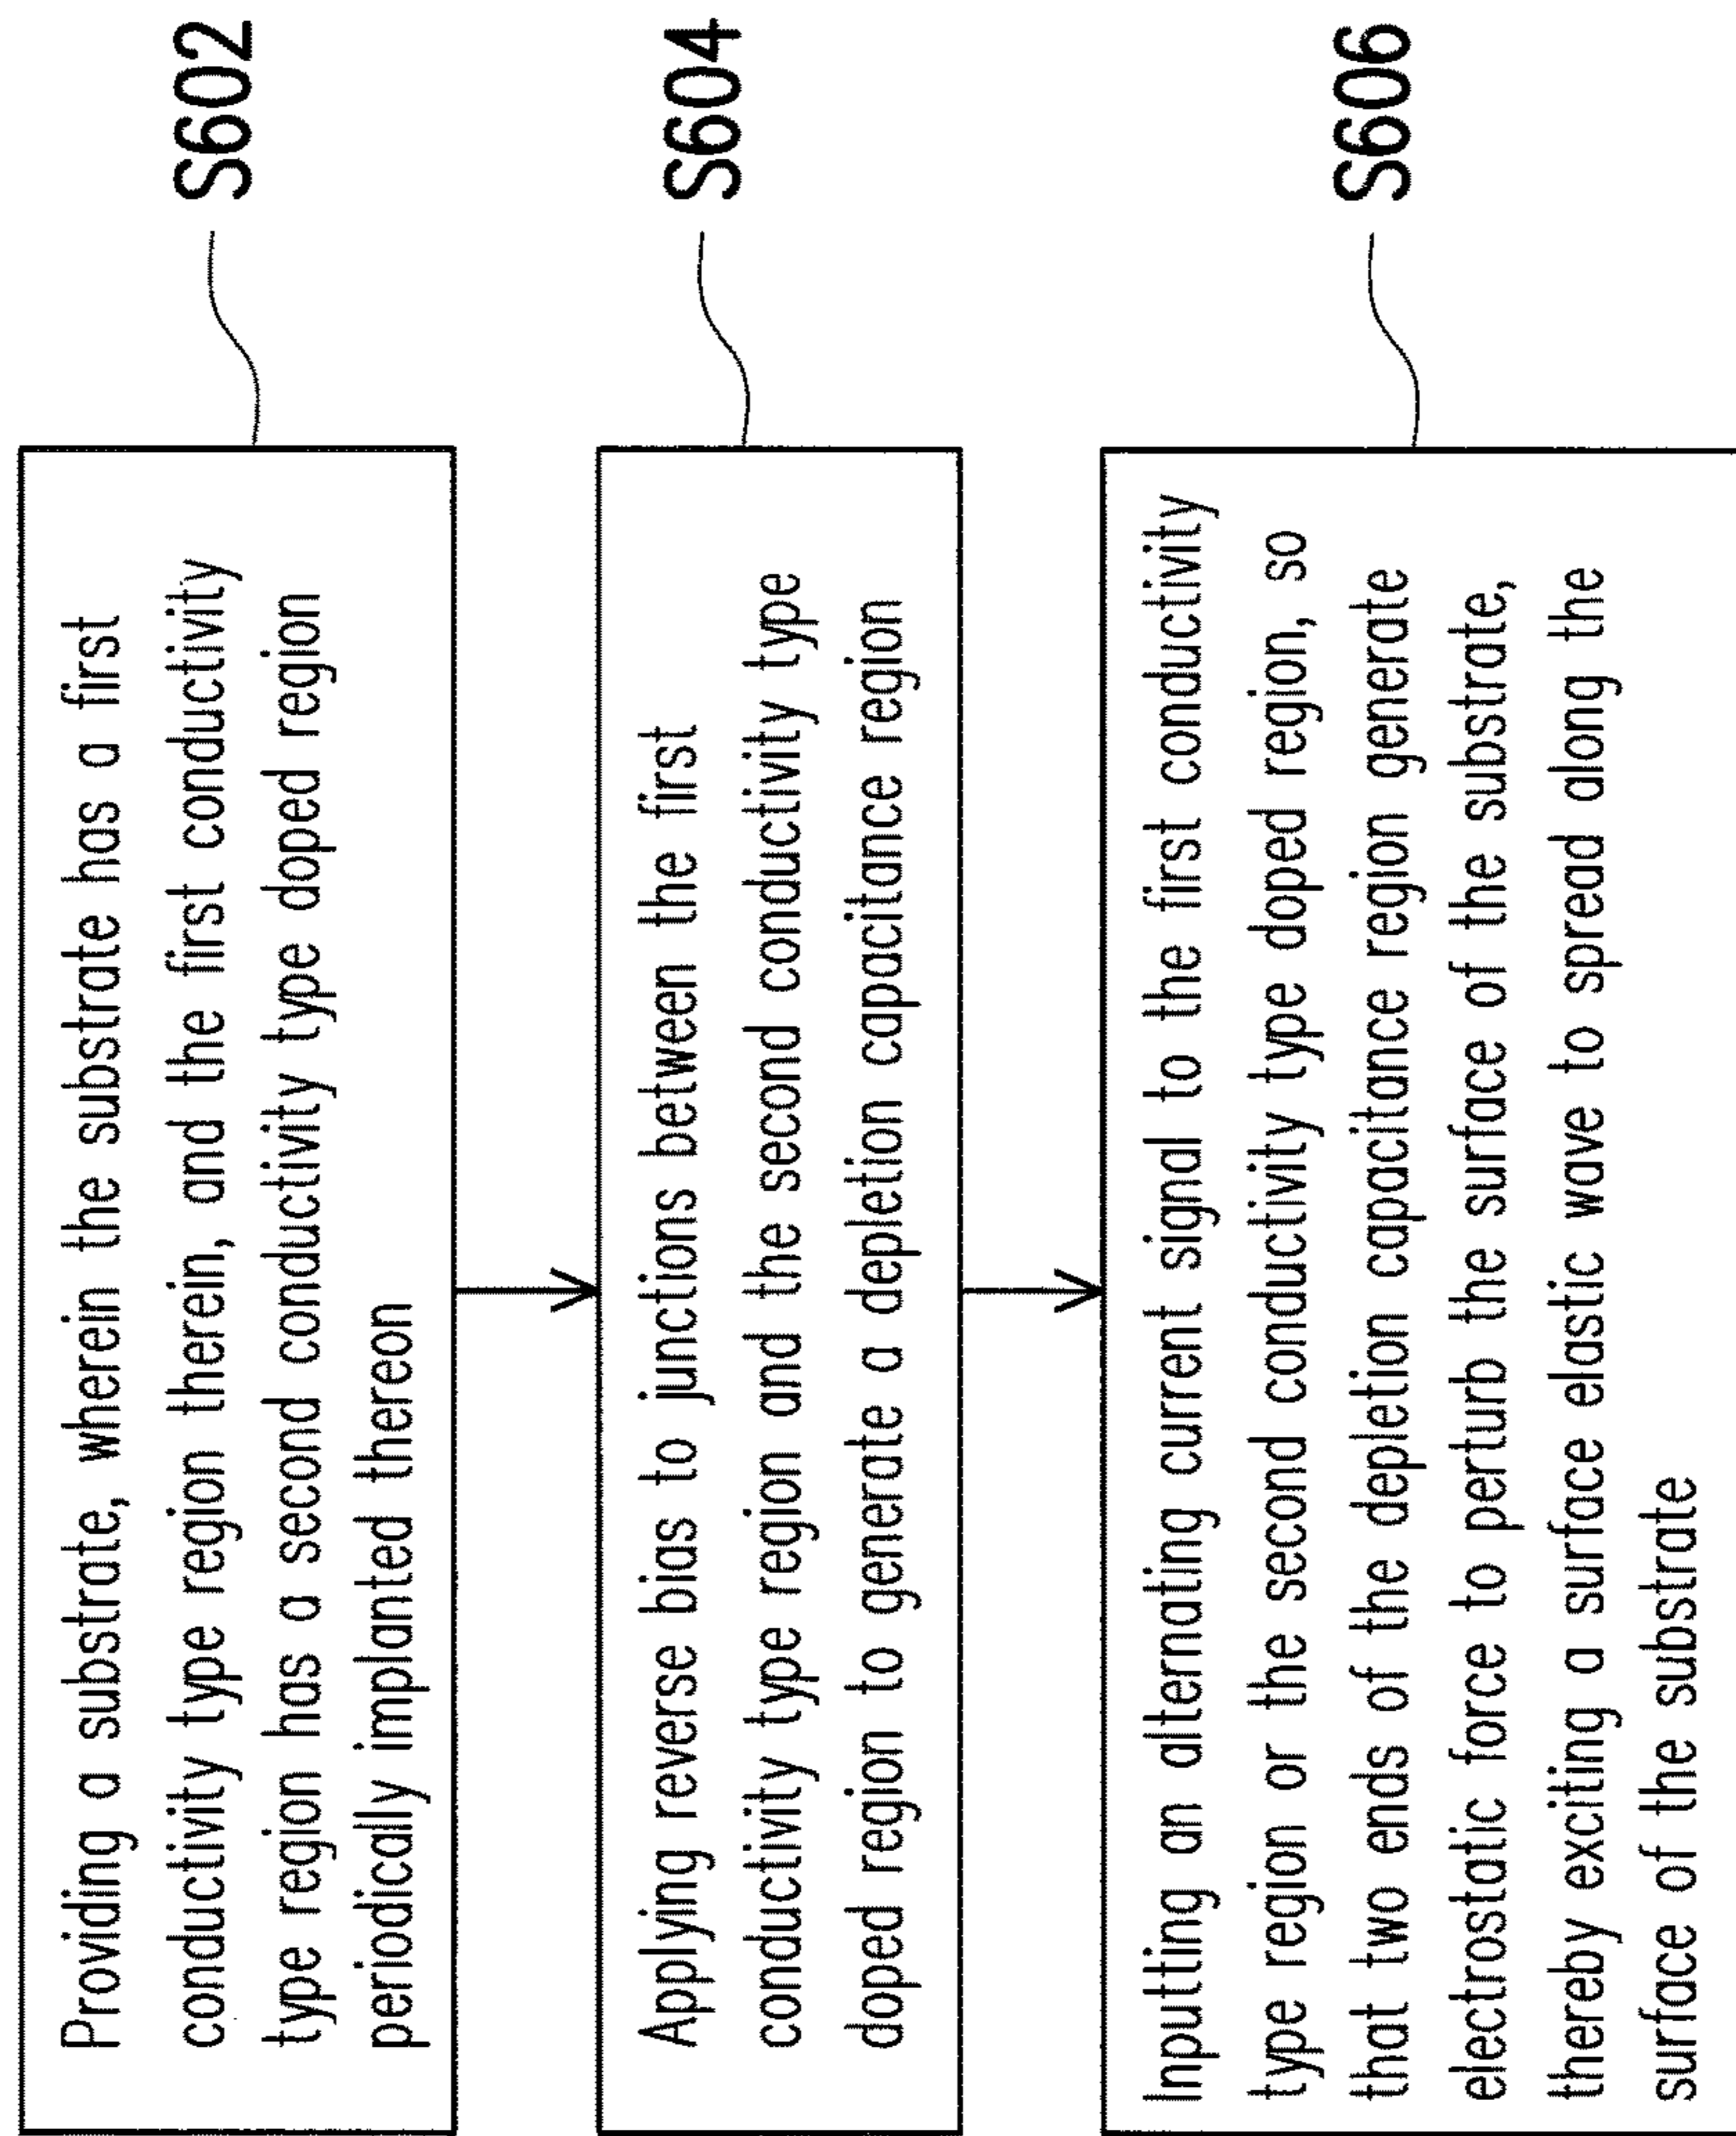 Providing a substrate, wherein the substrate has a first
conductivity type region therein, and the first conductivity
type region has a second conductivity type doped region
periodically implanted thereon
S602
Applying reverse bias to junctions between the first
conductivity type region and the second conductivity type
doped region to generate a depletion capacitance region
S604
Inputting an alternating current signal to the first conductivity
type region or the second conductivity type doped region, so
that two ends of the depletion capacitance region generate
electrostatic force to perturb the surface of the substrate,
thereby exciting a surface elastic wave to spread along the
surface of the substrate
S606